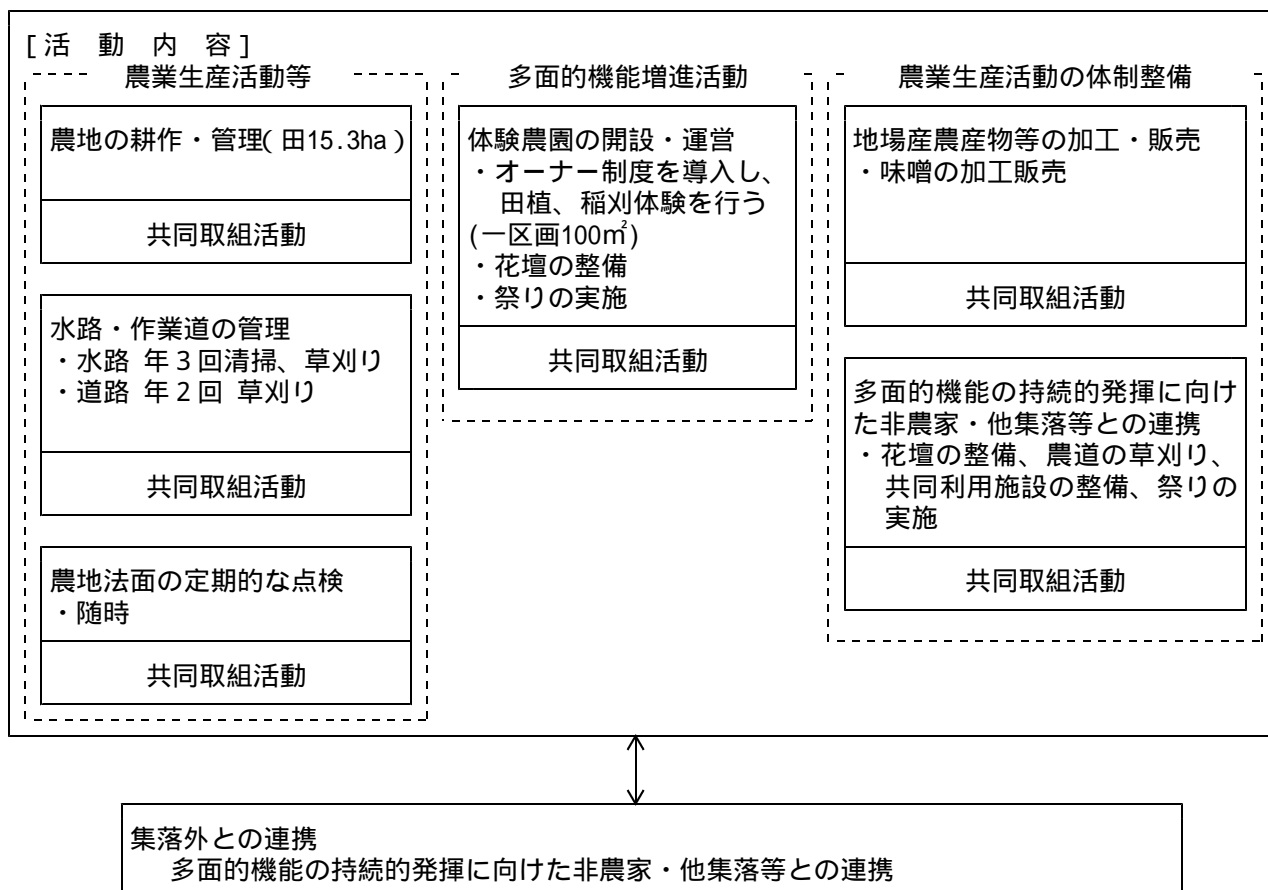 [活 動 内 容]
農業生産活動等
農地の耕作・管理(田15.3ha)
共同取組活動
水路・作業道の管理
・水路 年3回清掃、草刈り
・道路 年2回 草刈り
共同取組活動
農地法面の定期的な点検
・随時
共同取組活動
多面的機能増進活動
体験農園の開設・運営
・オーナー制度を導入し、
田植、稲刈体験を行う
(一区画100㎡)
・花壇の整備
・祭りの実施
共同取組活動
農業生産活動の体制整備
地場産農産物等の加工・販売
・味噌の加工販売
共同取組活動
多面的機能の持続的発揮に向け
た非農家・他集落等との連携
・花壇の整備、農道の草刈り、
共同利用施設の整備、祭りの
実施
共同取組活動
集落外との連携
多面的機能の持続的発揮に向けた非農家・他集落等との連携